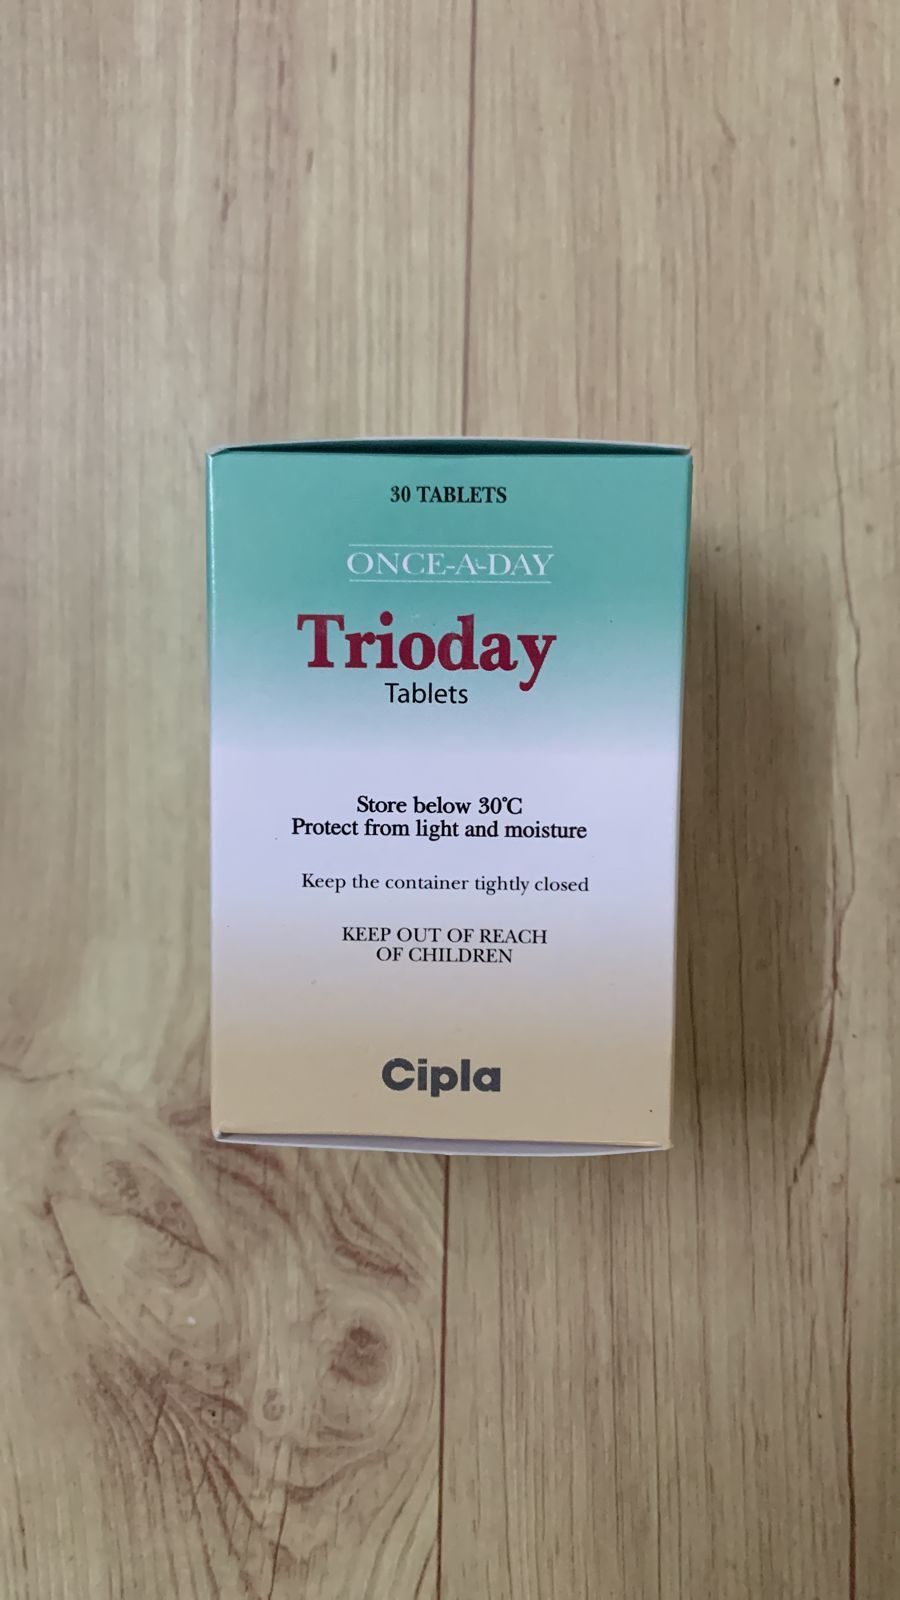 30 TABLETS
ONCE-A-DAY
Trioday
Tablets
Store below 30°C
Protect from light and moisture
Keep the container tightly closed
KEEP OUT OF REACH
OF CHILDREN
Cipla